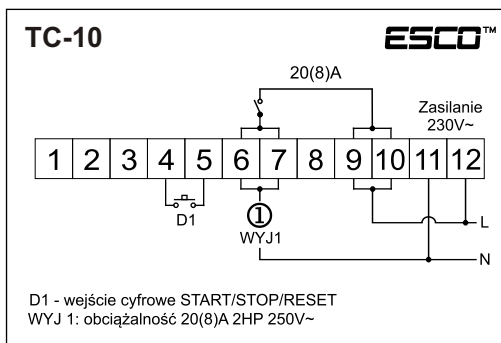 TC-10 ESCO™
20(8)A
Zasilanie
230V~
1 2 3 4 5 6 7 8 9 10 11 12
D1
1
WYJ1
L
N
D1 - wejście cyfrowe START/STOP/RESET
WYJ 1: obciążalność 20(8)A 2HP 250V~